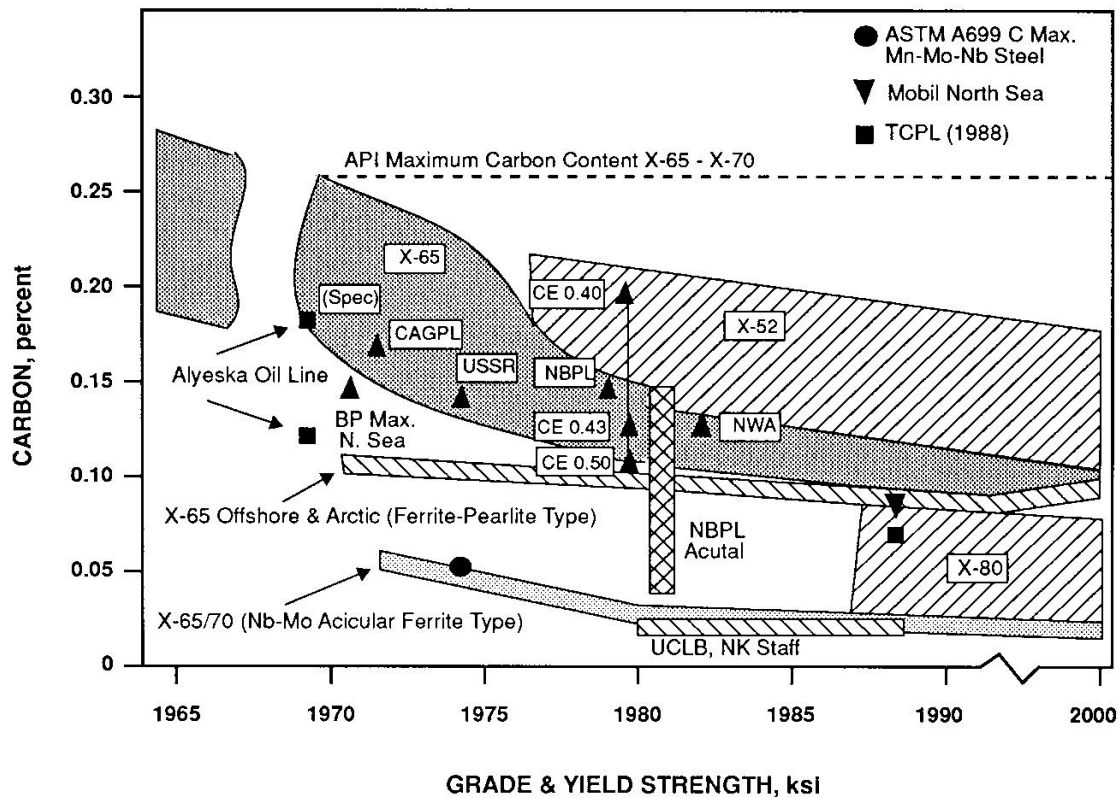 ASTM A699 C Max.
Mn-Mo-Nb Steel
Mobil North Sea
TCPL (1988)
API Maximum Carbon Content X-65 - X-70
0.30
0.25
0.20
0.15
0.10
0.05
0
CARBON, percent
X-65
(Spec)
CAGPL
Alyeska Oil Line
USSR
BP Max.
N. Sea
NBPL
CE 0.40
CE 0.43
CE 0.50
X-52
NWA
X-65 Offshore & Arctic (Ferrite-Pearlite Type)
NBPL
Acutal
X-80
X-65/70 (Nb-Mo Acicular Ferrite Type)
UCLB, NK Staff
1965 1970 1975 1980 1985 1990 2000
GRADE & YIELD STRENGTH, ksi